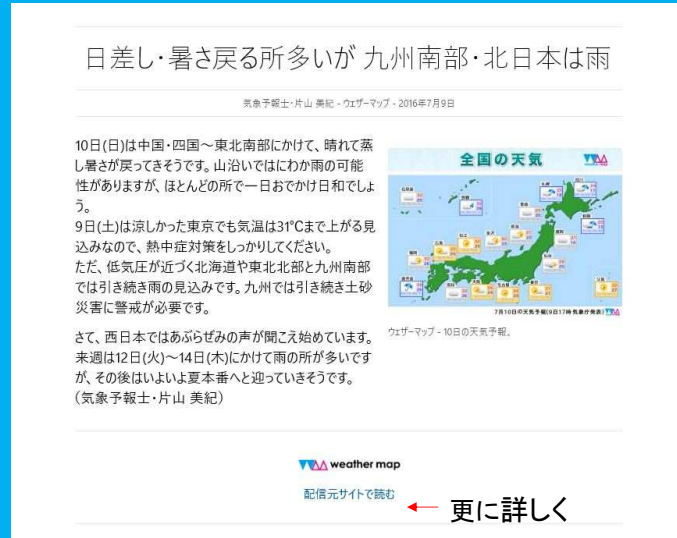 日差し・暑さ戻る所多いが 九州南部・北日本は雨
気象予報士・片山 美紀 - ウェザーマップ - 2016年7月9日
10日(日)は中国・四国～東北南部にかけて、晴れて蒸
し暑さが戻ってきそうです。山沿いではにわか雨の可能
性がありますが、ほとんどの所で一日おでかけ日和でしょ
う。
9日(土)は涼しかった東京でも気温は31℃まで上がる見
込みなので、熱中症対策をしっかりしてください。
ただ、低気圧が近づく北海道や東北北部と九州南部
では引き続き雨の見込みです。九州では引き続き土砂
災害に警戒が必要です。
さて、西日本ではあぶらぜみの声が聞こえ始めています。
来週は12日(火)～14日(木)にかけて雨の所が多いです
が、その後はいよいよ夏本番へと迎っていきそうです。
(気象予報士・片山 美紀)
全国の天気
7月10日の天気予報(9日17時気象庁発表)
ウェザーマップ - 10日の天気予報。
weather map
配信元サイトで読む
更に詳しく